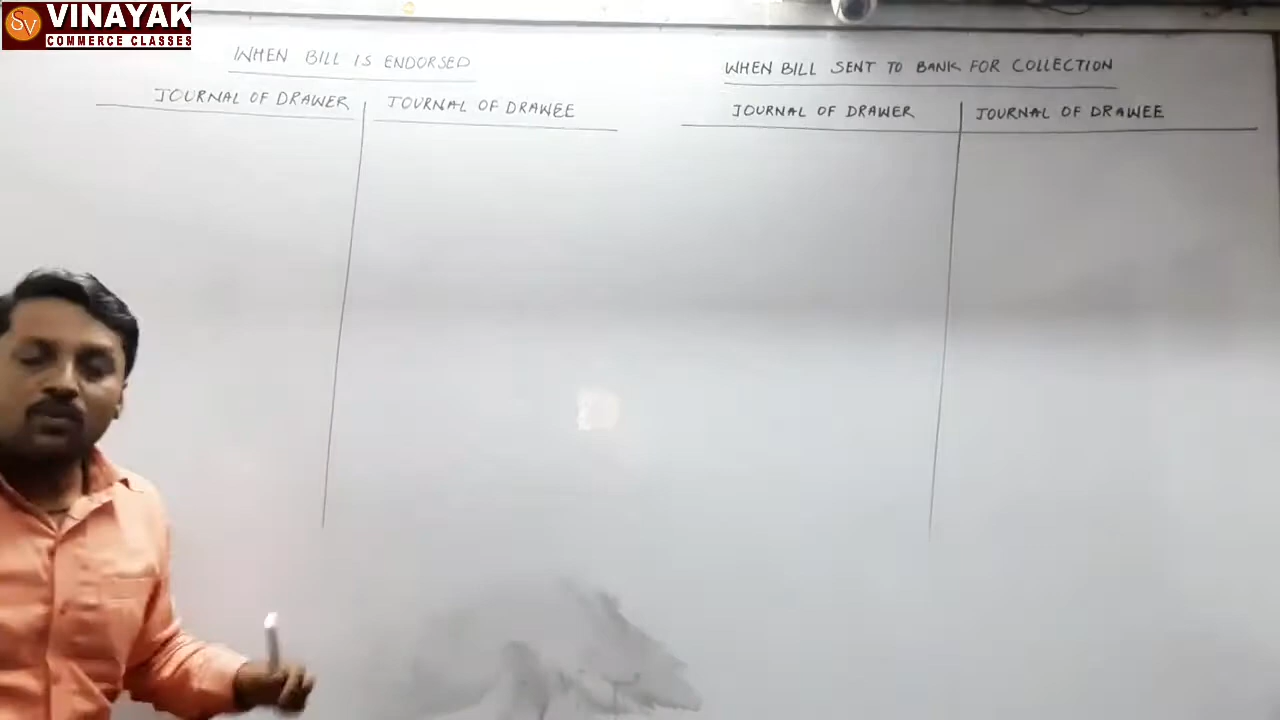 SV VINAYAK
COMMERCE CLASSES
WHEN BILL IS ENDORSED
JOURNAL OF DRAWER
JOURNAL OF DRAWEE
WHEN BILL SENT TO BANK FOR COLLECTION
JOURNAL OF DRAWER
JOURNAL OF DRAWEE